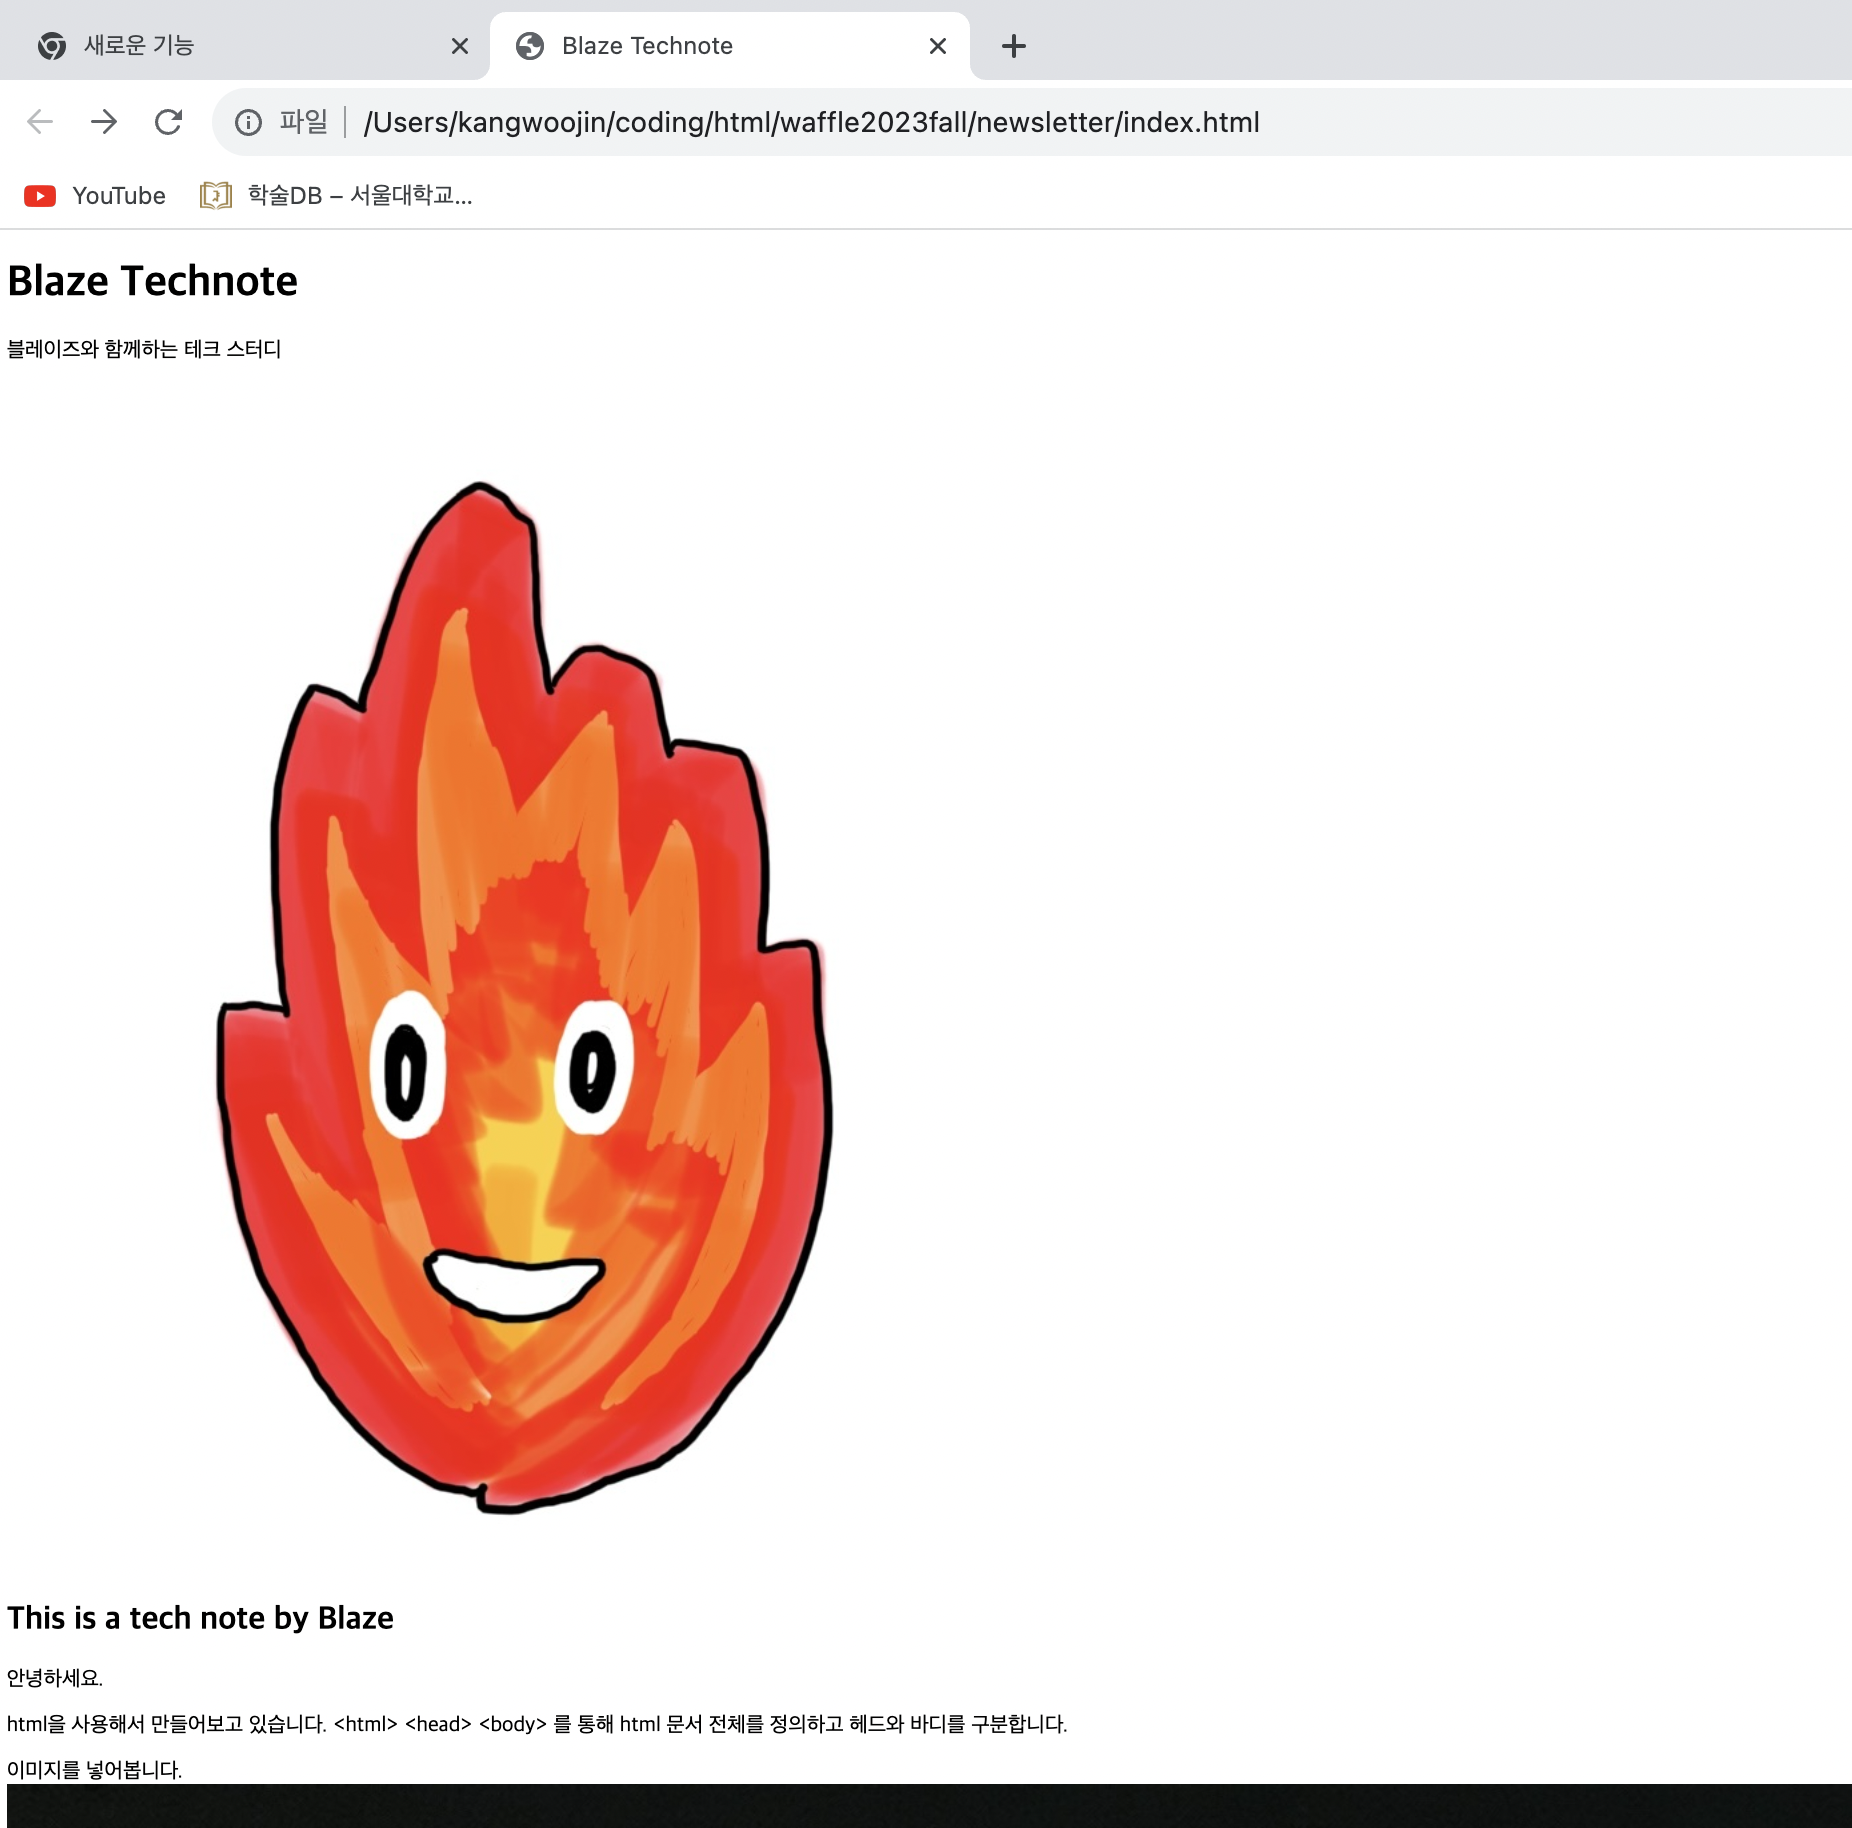 새로운 기능
Blaze Technote
파일 /Users/kangwoojin/coding/html/waffle2023fall/newsletter/index.html
YouTube
학술DB – 서울대학교...
Blaze Technote
블레이즈와 함께하는 테크 스터디
This is a tech note by Blaze
안녕하세요.
html을 사용해서 만들어보고 있습니다. <html> <head> <body> 를 통해 html 문서 전체를 정의하고 헤드와 바디를 구분합니다.
이미지를 넣어봅니다.